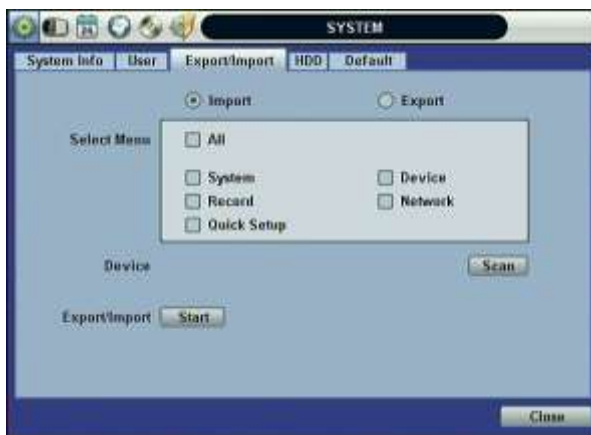 24
SYSTEM
System Info User Export/Import HDD Default
Import Export
Select Menu All
System Device
Record Network
Quick Setup
Device Scan
Export/Import Start
Close